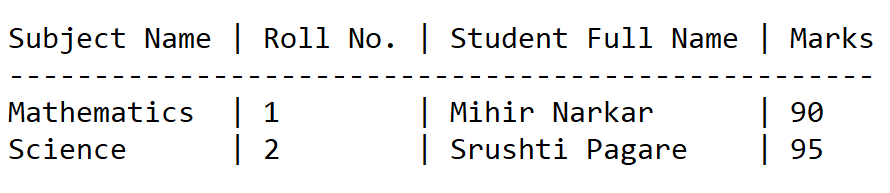 Subject Name | Roll No. | Student Full Name | Marks
---------------------------------------------------
Mathematics  | 1        | Mihir Narkar      | 90
Science      | 2        | Srushti Pagare    | 95